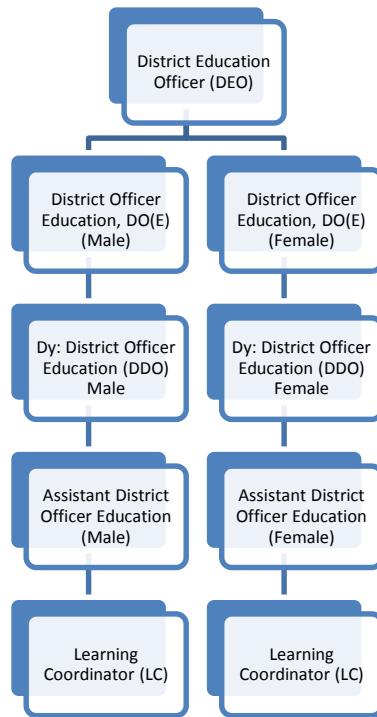 District Education
Officer (DEO)
District Officer
Education, DO(E)
(Male)
District Officer
Education, DO(E)
(Female)
Dy: District Officer
Education (DDO)
Male
Dy: District Officer
Education (DDO)
Female
Assistant District
Officer Education
(Male)
Assistant District
Officer Education
(Female)
Learning
Coordinator (LC)
Learning
Coordinator (LC)